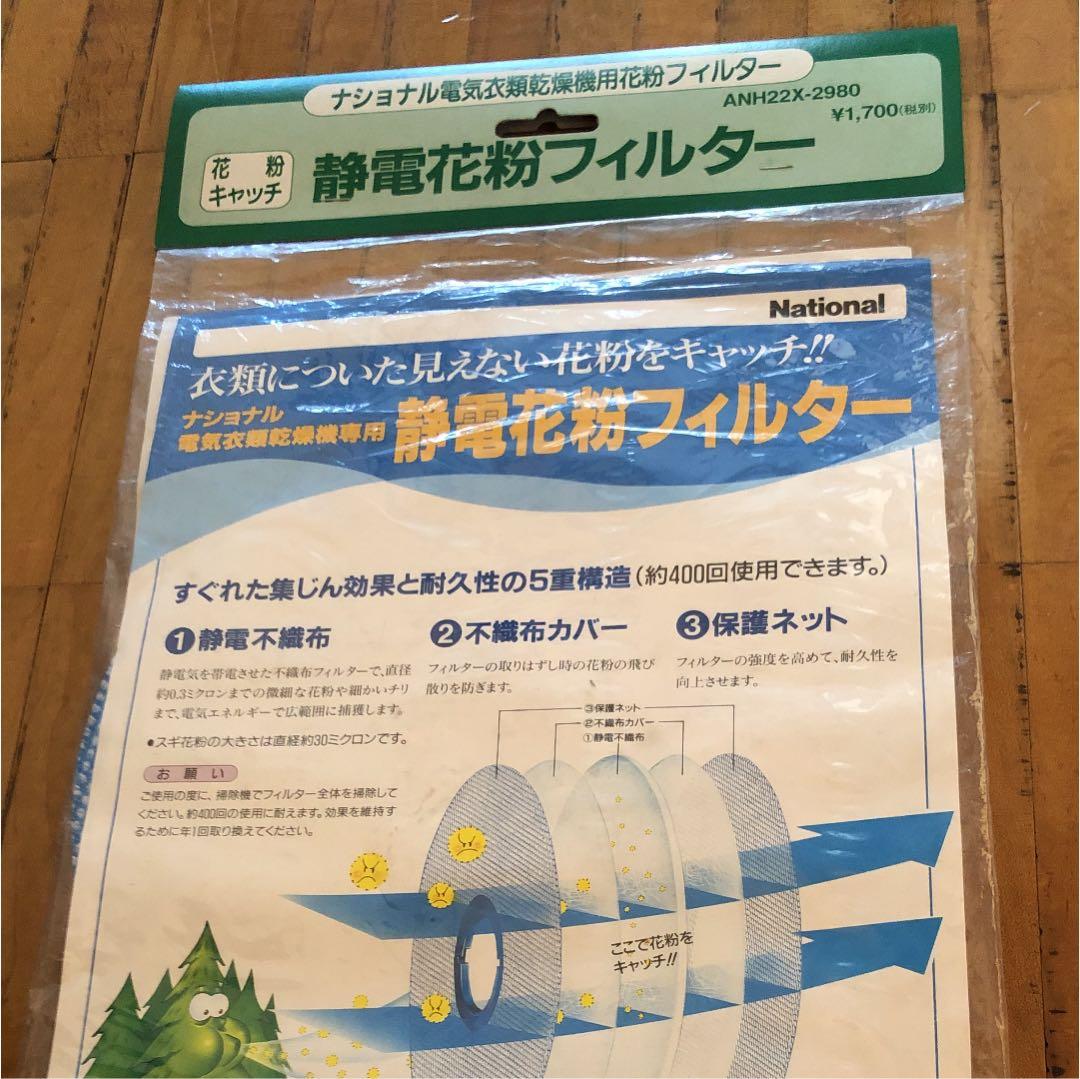 ナショナル電気衣類乾燥機用花粉フィルター
ANH22X-2980
¥1,700(税別)
花粉
キャッチ
静電花粉フィルター
National
衣類についた見えない花粉をキャッチ!!
ナショナル
電気衣類乾燥機専用
静電花粉フィルター
すぐれた集じん効果と耐久性の5重構造(約400回使用できます。)
①静電不織布
静電気を帯電させた不織布フィルターで、直径
約0.3ミクロンまでの微細な花粉や細かいチリ
まで、電気エネルギーで広範囲に捕獲します。
●スギ花粉の大きさは直経約30ミクロンです。
②不織布カバー
フィルターの取りはずし時の花粉の飛び
散りを防ぎます。
③保護ネット
フィルターの強度を高めて、耐久性を
向上させます。
お願い
ご使用の度に、掃除機でフィルター全体を掃除して
ください。約400回の使用に耐えます。効果を維持す
るために年1回取り換えてください。
③保護ネット
②不織布カバー
①静電不織布
ここで花粉を
キャッチ!!